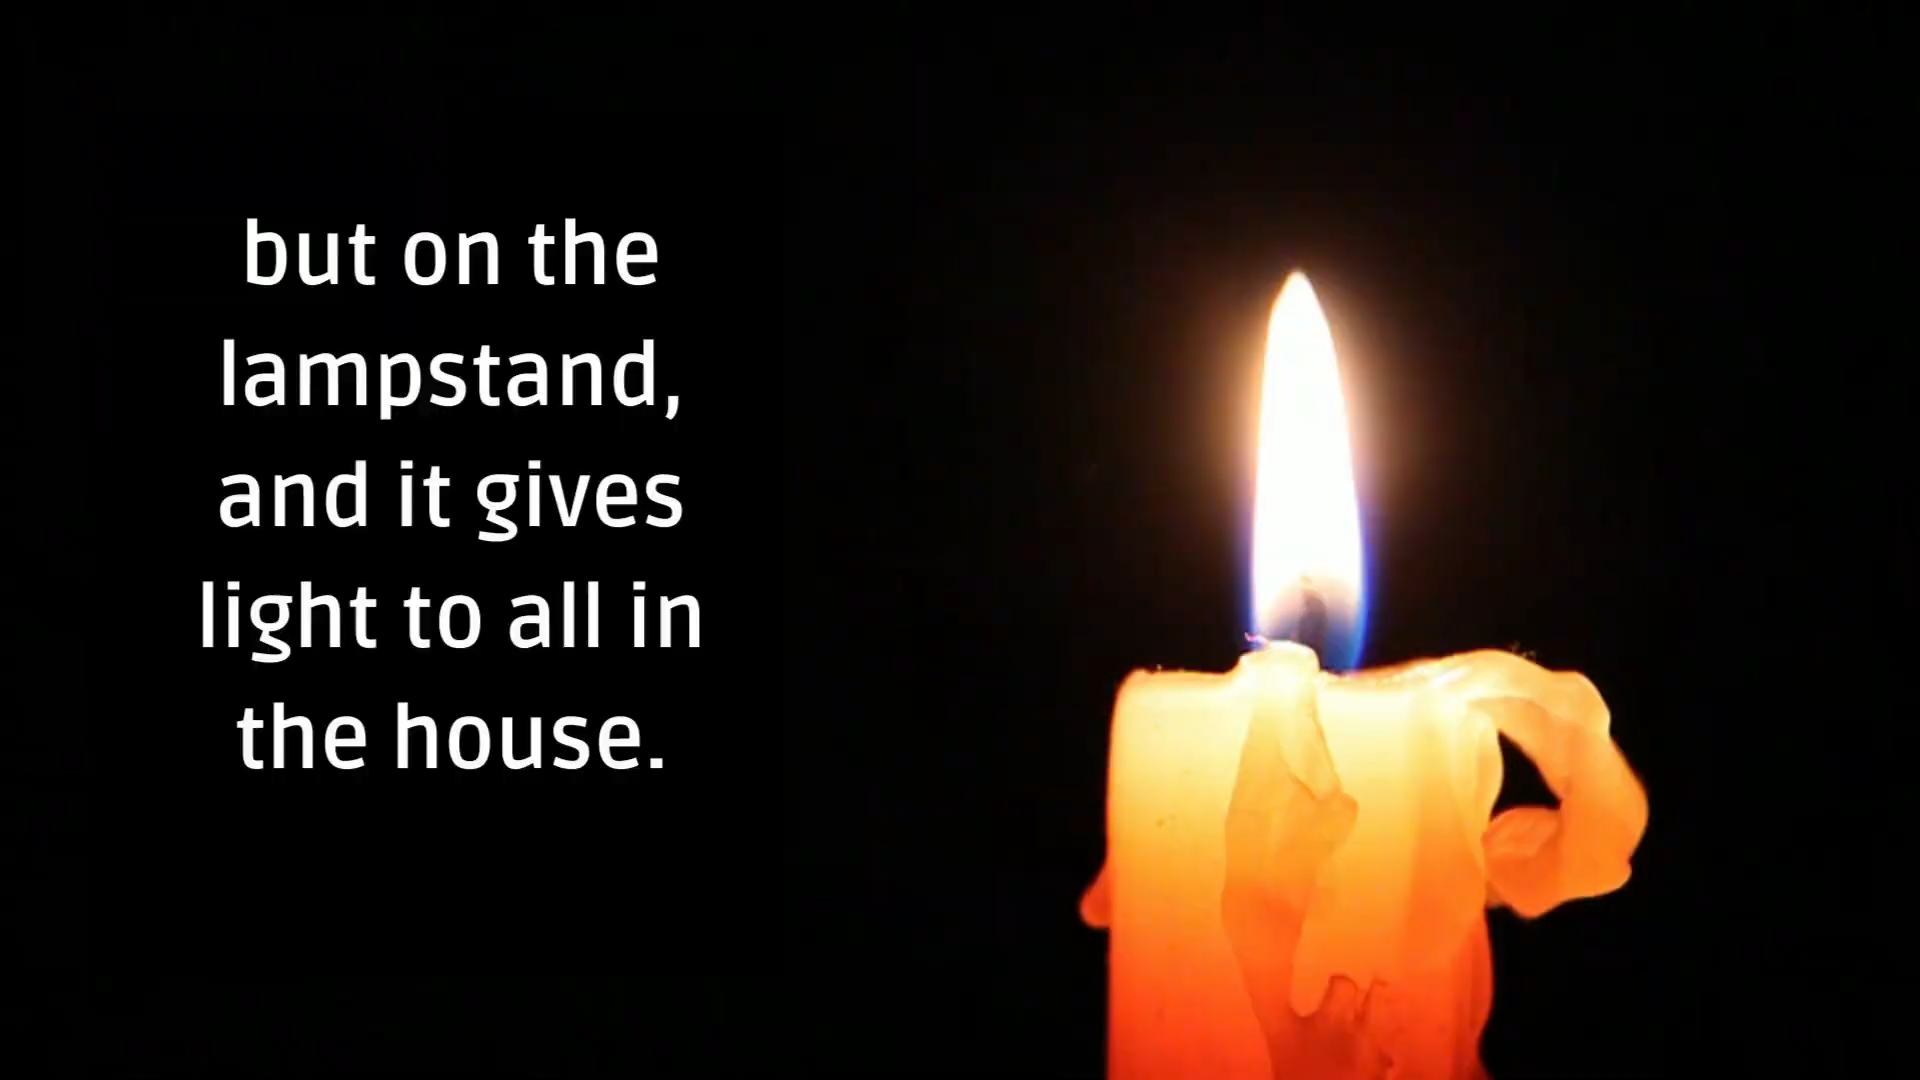 but on the
lampstand,
and it gives
light to all in
the house.